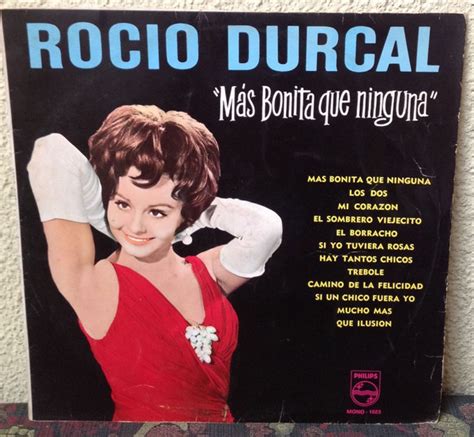 ROCIO DURCAL
"Más Bonita que ninguna"
MAS BONITA QUE NINGUNA
LOS DOS
MI CORAZON
EL SOMBRERO VIEJECITO
EL BORRACHO
SI YO TUVIERA ROSAS
HAY TANTOS CHICOS
TREBOLE
CAMINO DE LA FELICIDAD
SI UN CHICO FUERA YO
MUCHO MAS
QUE ILUSION
PHILIPS